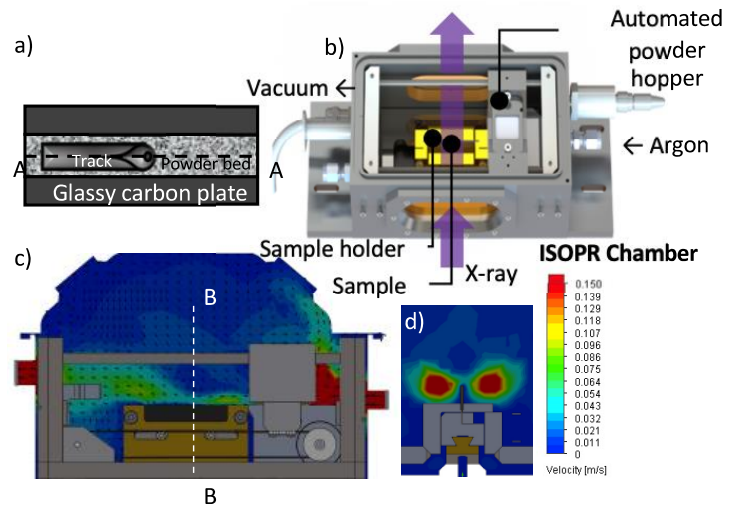 a)
Track
Powder bed
A
A
Glassy carbon plate
b)
Automated
powder
hopper
Vacuum
Argon
Sample holder
Sample
X-ray
ISOPR Chamber
c)
B
B
d)
0.150
0.139
0.129
0.118
0.107
0.096
0.086
0.075
0.064
0.054
0.043
0.032
0.021
0.011
0
Velocity [m/s]